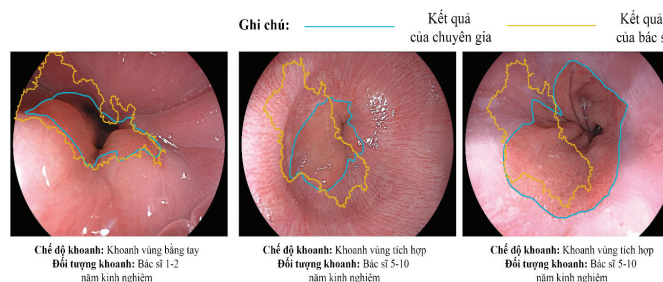 Ghi chú: Kết quả của chuyên gia Kết quả của bác s
Chế độ khoanh: Khoanh vùng bằng tay
Đối tượng khoanh: Bác sĩ 1-2
năm kinh nghiệm
Chế độ khoanh: Khoanh vùng tích hợp
Đối tượng khoanh: Bác sĩ 5-10
năm kinh nghiệm
Chế độ khoanh: Khoanh vùng tích hợp
Đối tượng khoanh: Bác sĩ 5-10
năm kinh nghiệm